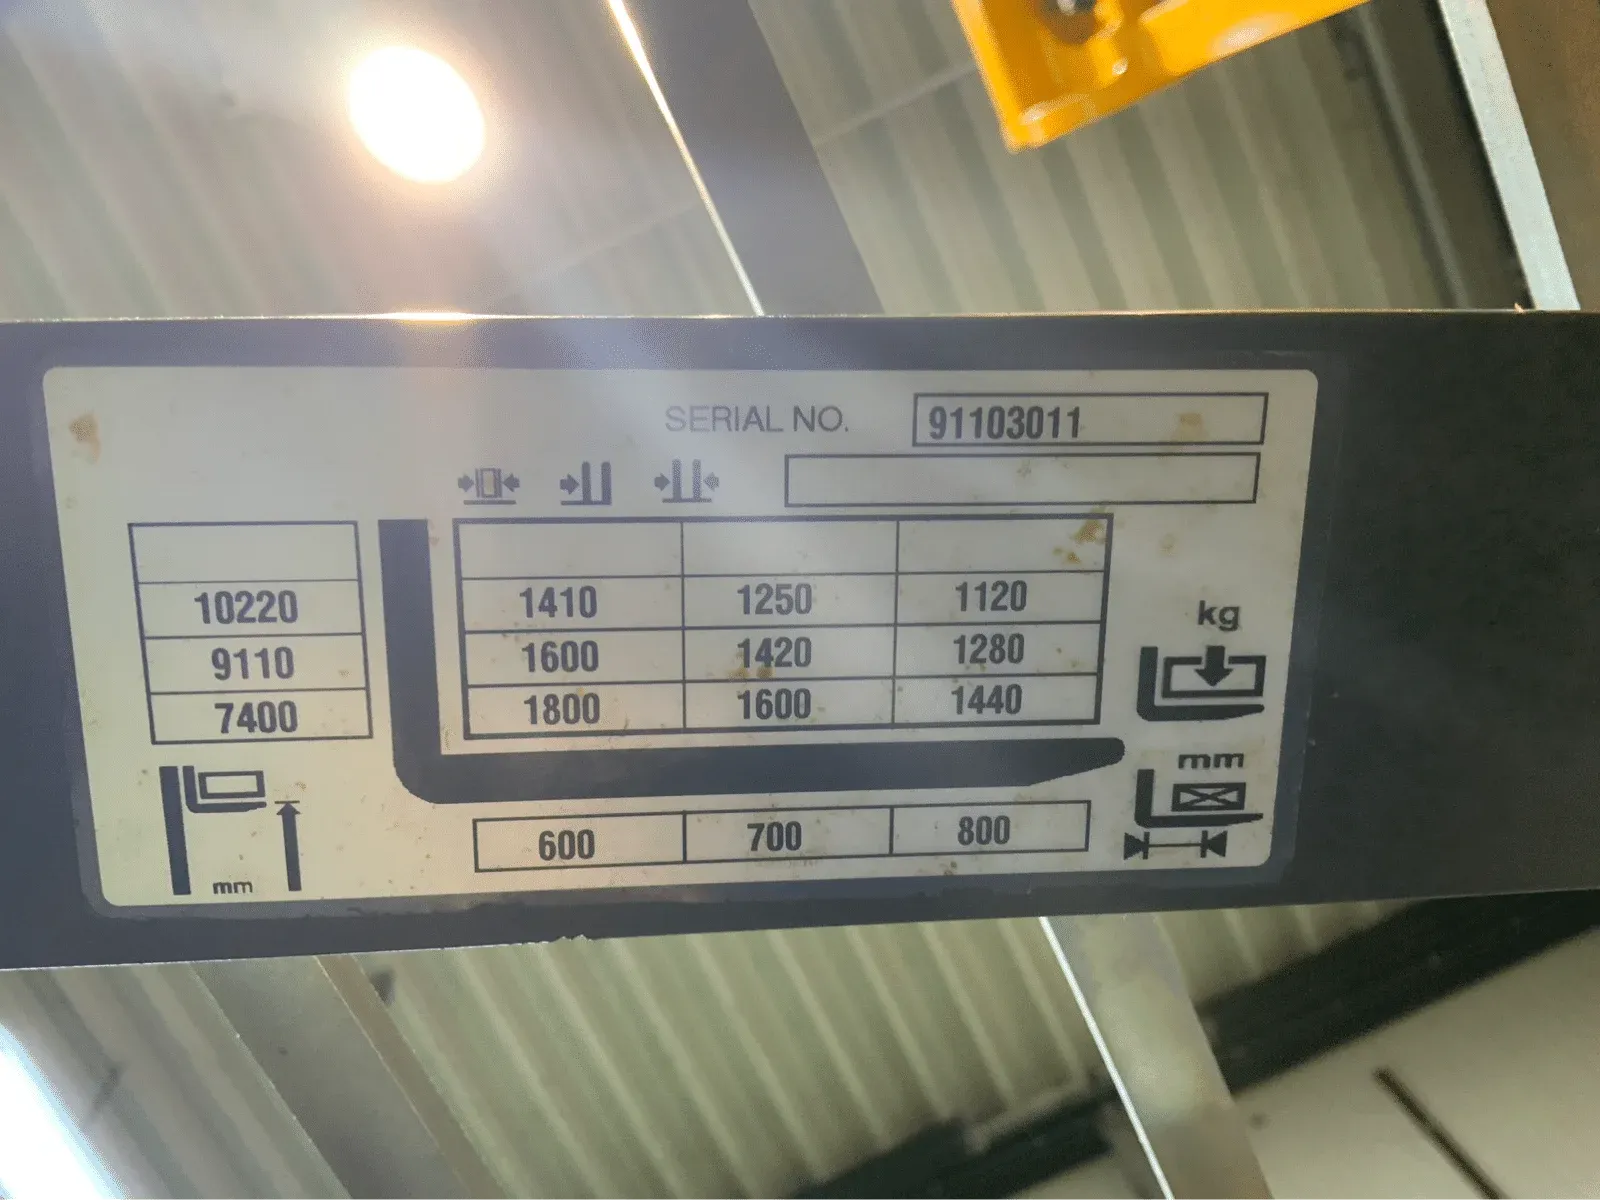 SERIAL NO. 91103011
10220 1410 1250 1120
9110 1600 1420 1280
7400 1800 1600 1440
kg
mm
600 700 800
mm